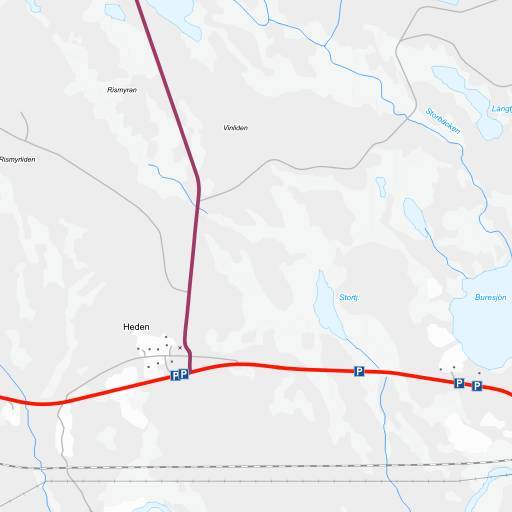 Rismyran
Vinliden
Storbäcken
Rismyrliden
Stortj.
Buresjön
Heden
P
P
P
P
P